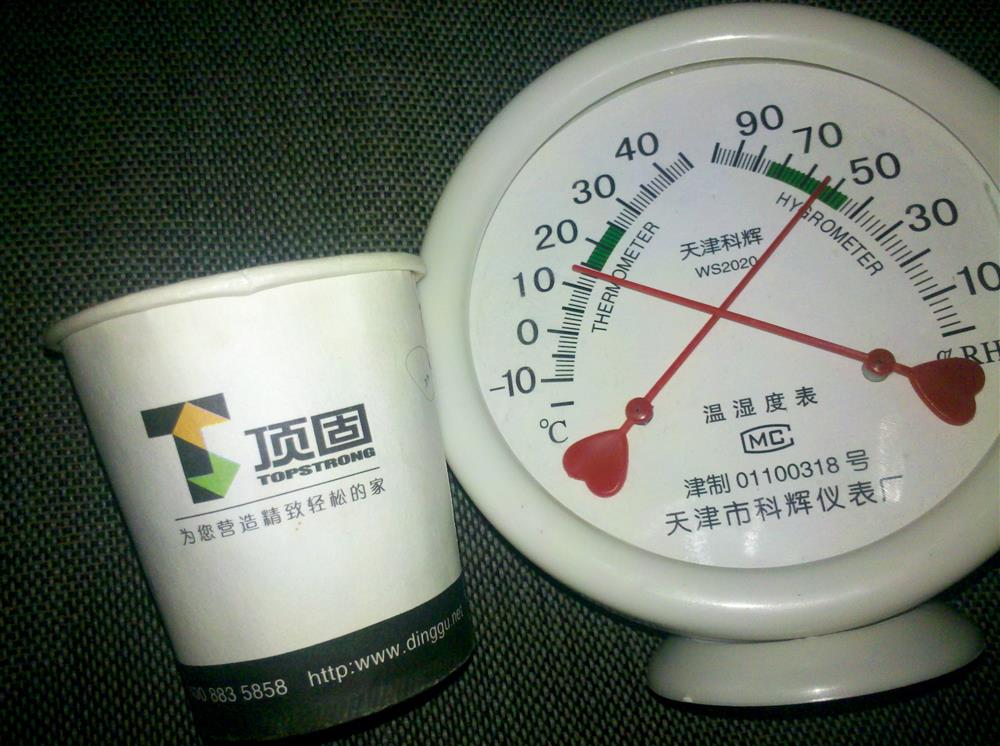 顶固
TOPSTRONG
为您营造精致轻松的家
883 5858 http:www.dinggu.net
40
30
20
10
0
-10
℃
THERMOMETER
90
70
50
30
10
% RH
HYGROMETER
天津科辉
WS2020
温湿度表
MC
津制 01100318 号
天津市科辉仪表厂